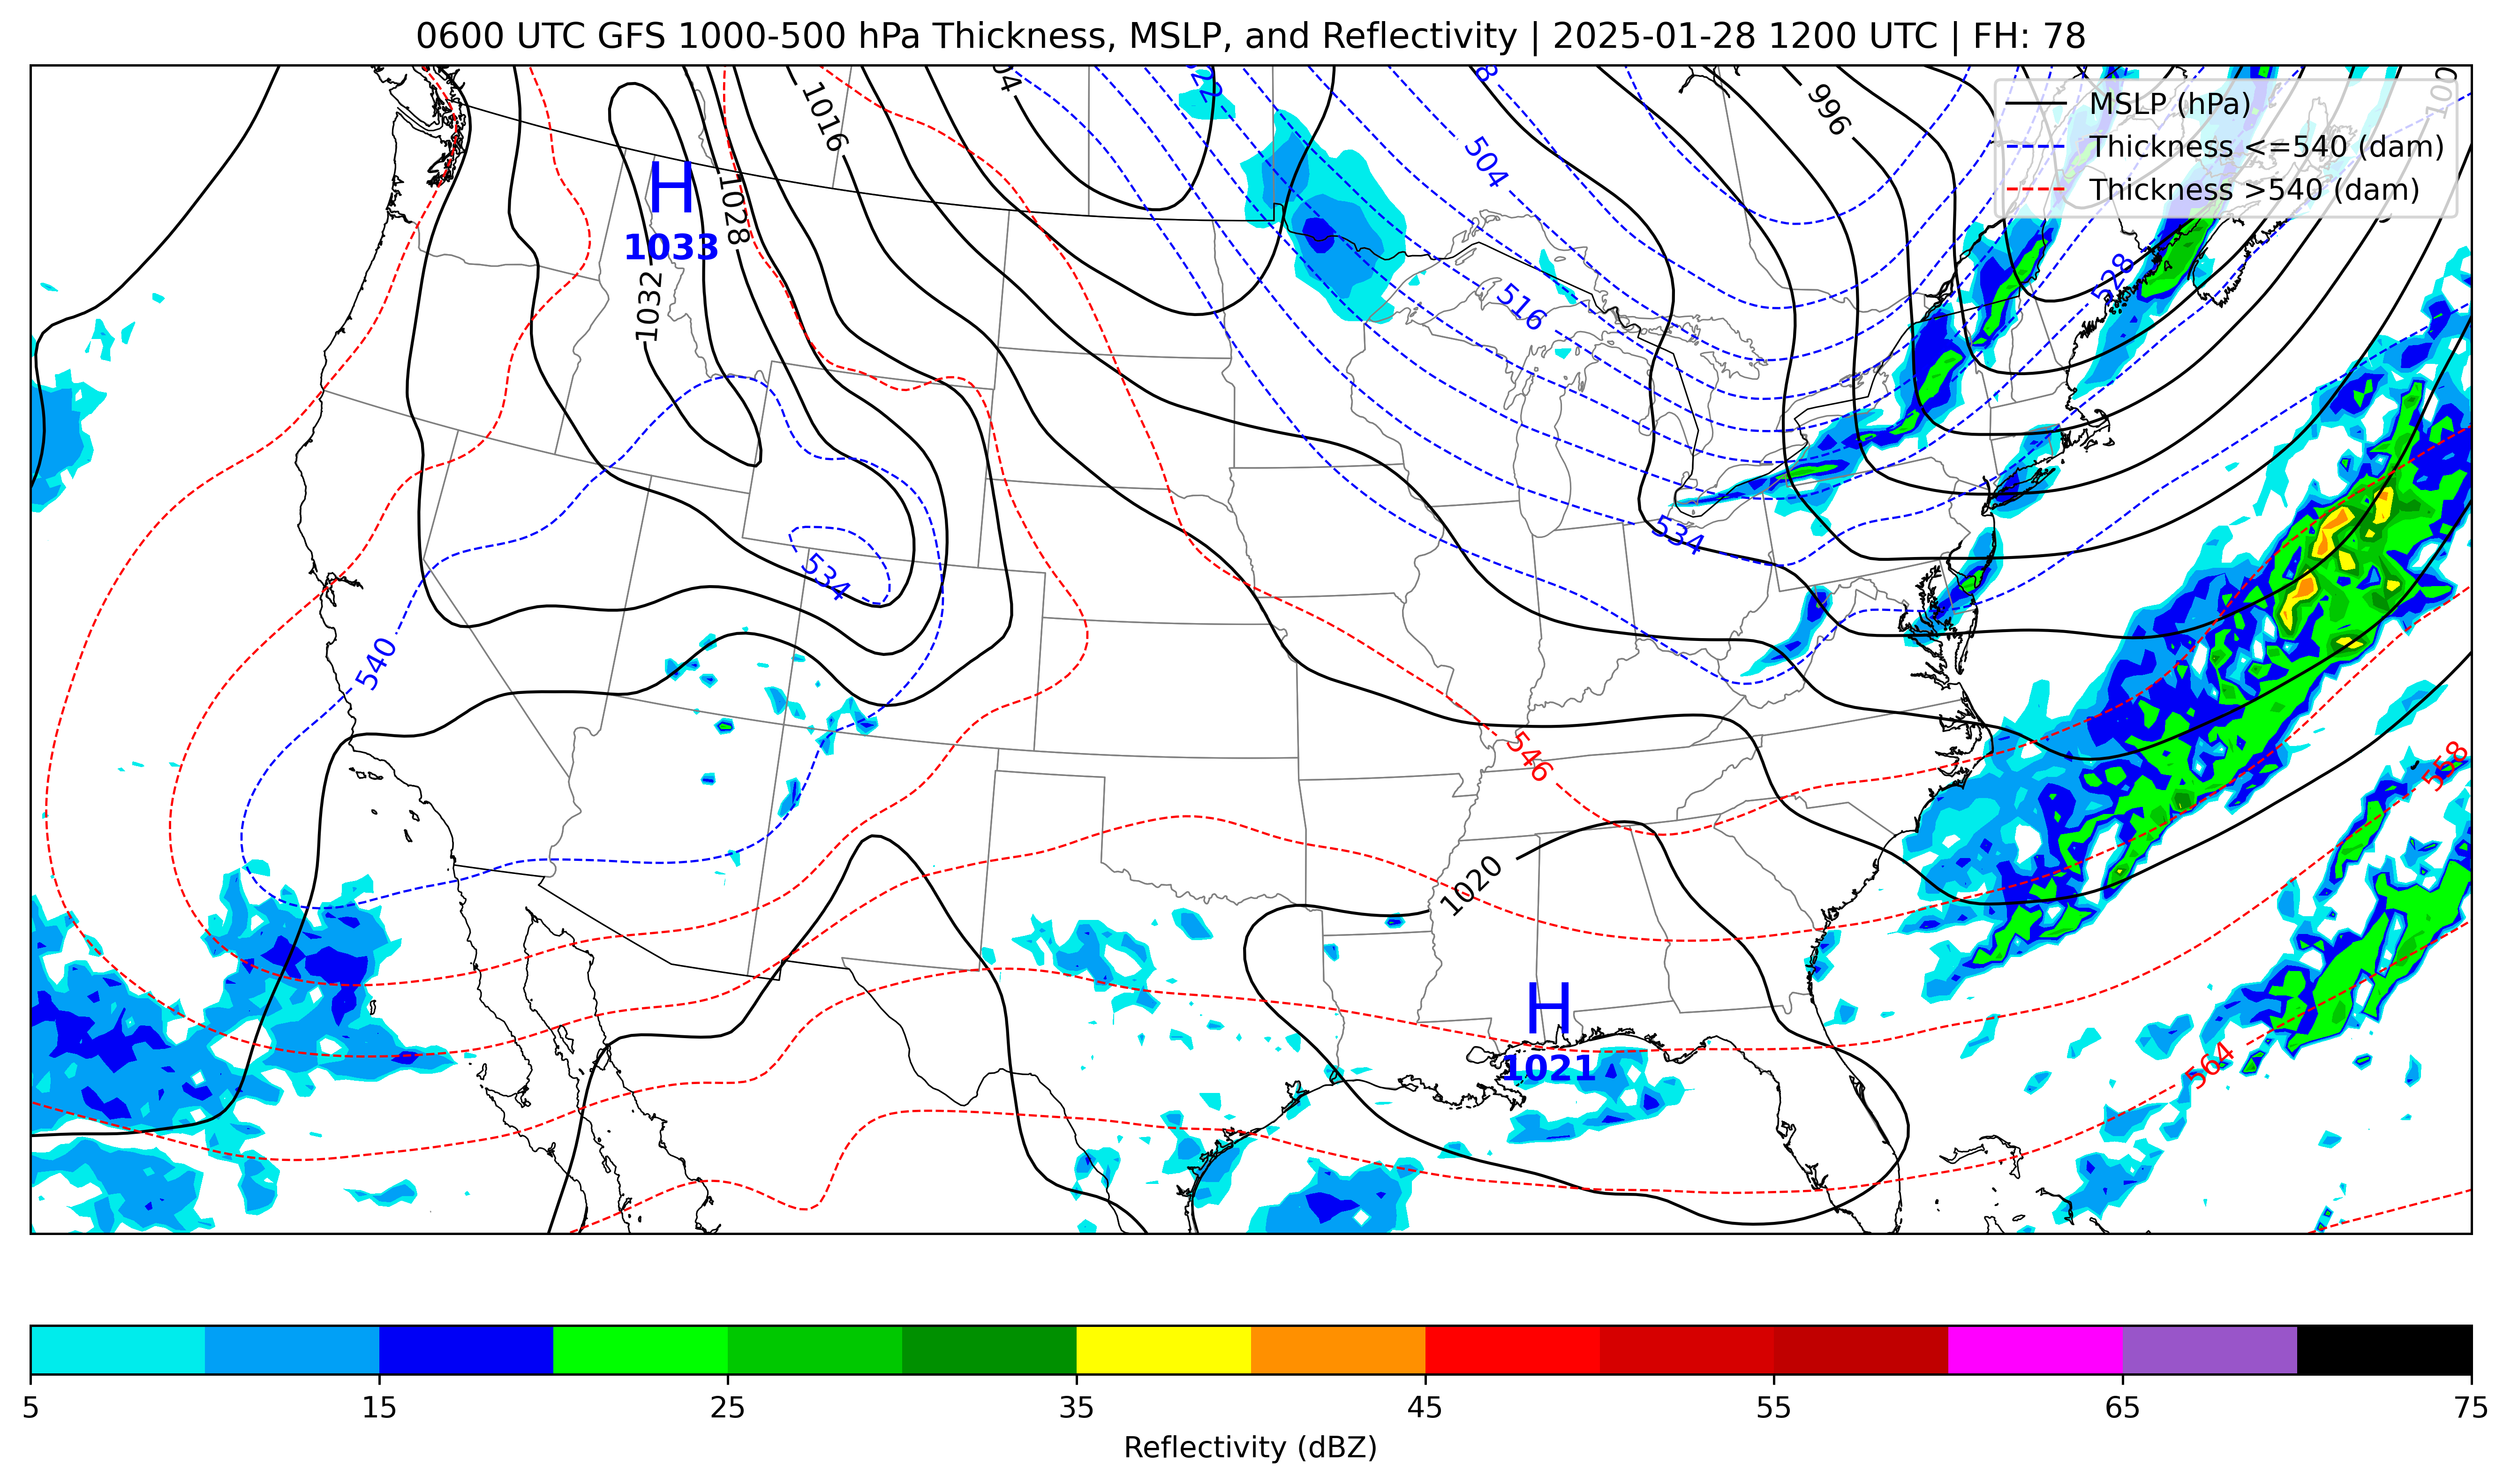 0600 UTC GFS 1000-500 hPa Thickness, MSLP, and Reflectivity | 2025-01-28 1200 UTC | FH: 78
MSLP (hPa)
Thickness <=540 (dam)
Thickness >540 (dam)
1016
996
504
H
1033
1028
1032
528
516
534
534
540
546
558
1020
H
1021
564
5 15 25 35 45 55 65 75
Reflectivity (dBZ)